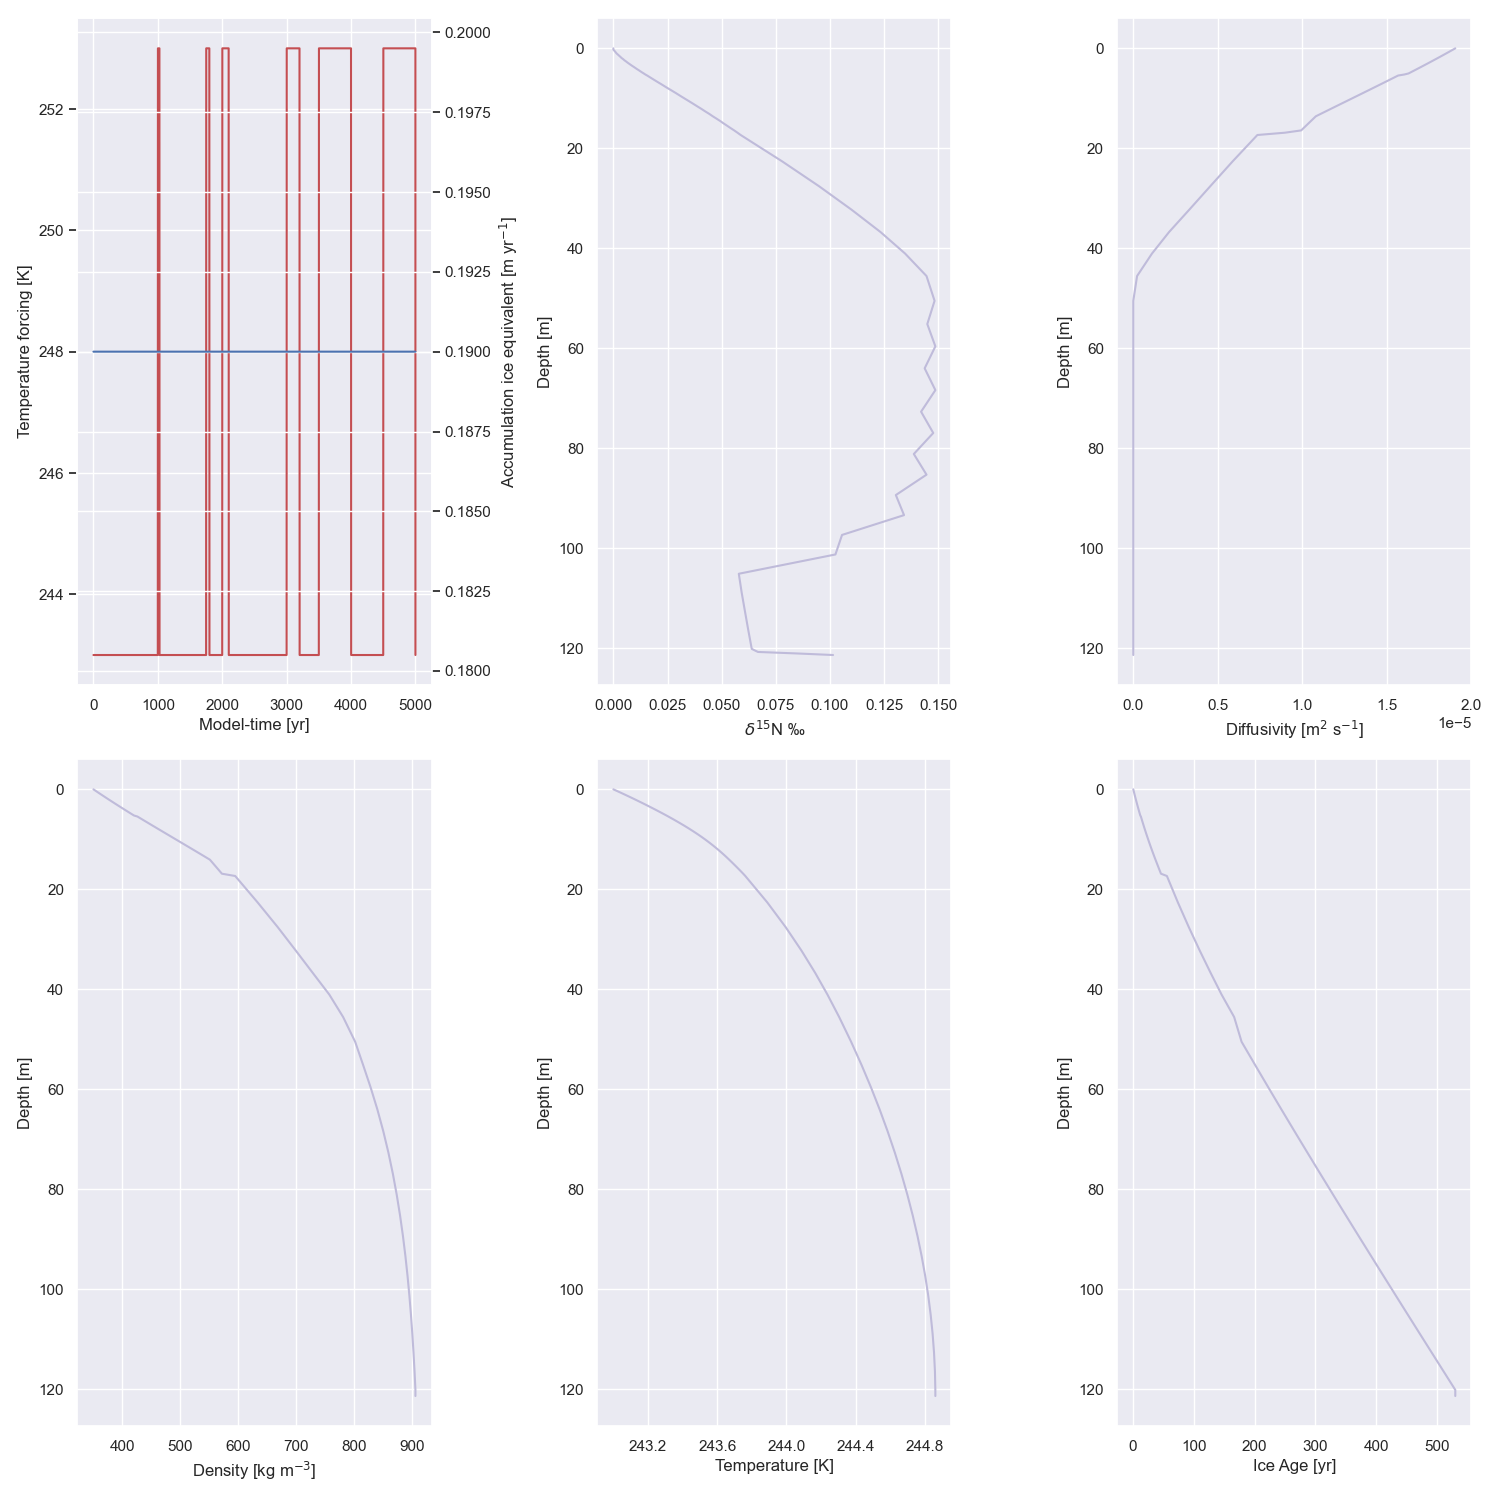 Temperature forcing [K]
252
250
248
246
244
0 1000 2000 3000 4000 5000
Model-time [yr]
0.2000
0.1975
0.1950
0.1925
0.1900
0.1875
0.1850
0.1825
0.1800
Accumulation ice equivalent [m yr⁻¹]
Depth [m]
0
20
40
60
80
100
120
0.000 0.025 0.050 0.075 0.100 0.125 0.150
δ¹⁵N ‰
Depth [m]
0
20
40
60
80
100
120
0.0 0.5 1.0 1.5 2.0
1e−5
Diffusivity [m² s⁻¹]
Depth [m]
0
20
40
60
80
100
120
400 500 600 700 800 900
Density [kg m⁻³]
Depth [m]
0
20
40
60
80
100
120
243.2 243.6 244.0 244.4 244.8
Temperature [K]
Depth [m]
0
20
40
60
80
100
120
0 100 200 300 400 500
Ice Age [yr]